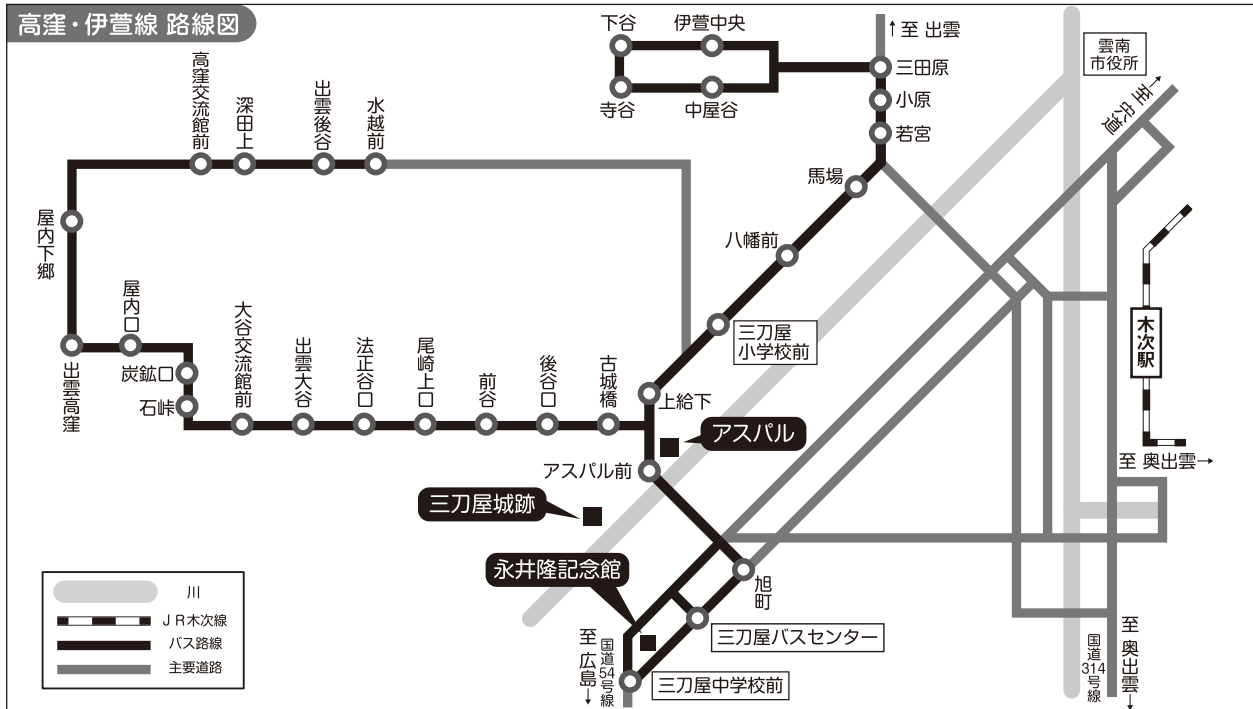 高窪・伊萱線 路線図
下谷
伊萱中央
↑至 出雲
三田原
寺谷
中屋谷
小原
若宮
雲南
市役所
至 宍道
高窪交流館前
深田上
出雲後谷
水越前
馬場
八幡前
屋内下郷
三刀屋
小学校前
木次駅
屋内口
出雲高窪
炭鉱口
石峠
大谷交流館前
出雲大谷
法正谷口
尾崎上口
前谷
後谷口
古城橋
上給下
アスパル
アスパル前
至 奥出雲→
三刀屋城跡
永井隆記念館
旭町
三刀屋バスセンター
三刀屋中学校前
至 広島→
国道54号線
国道314号線
至 奥出雲→
川
JR木次線
バス路線
主要道路